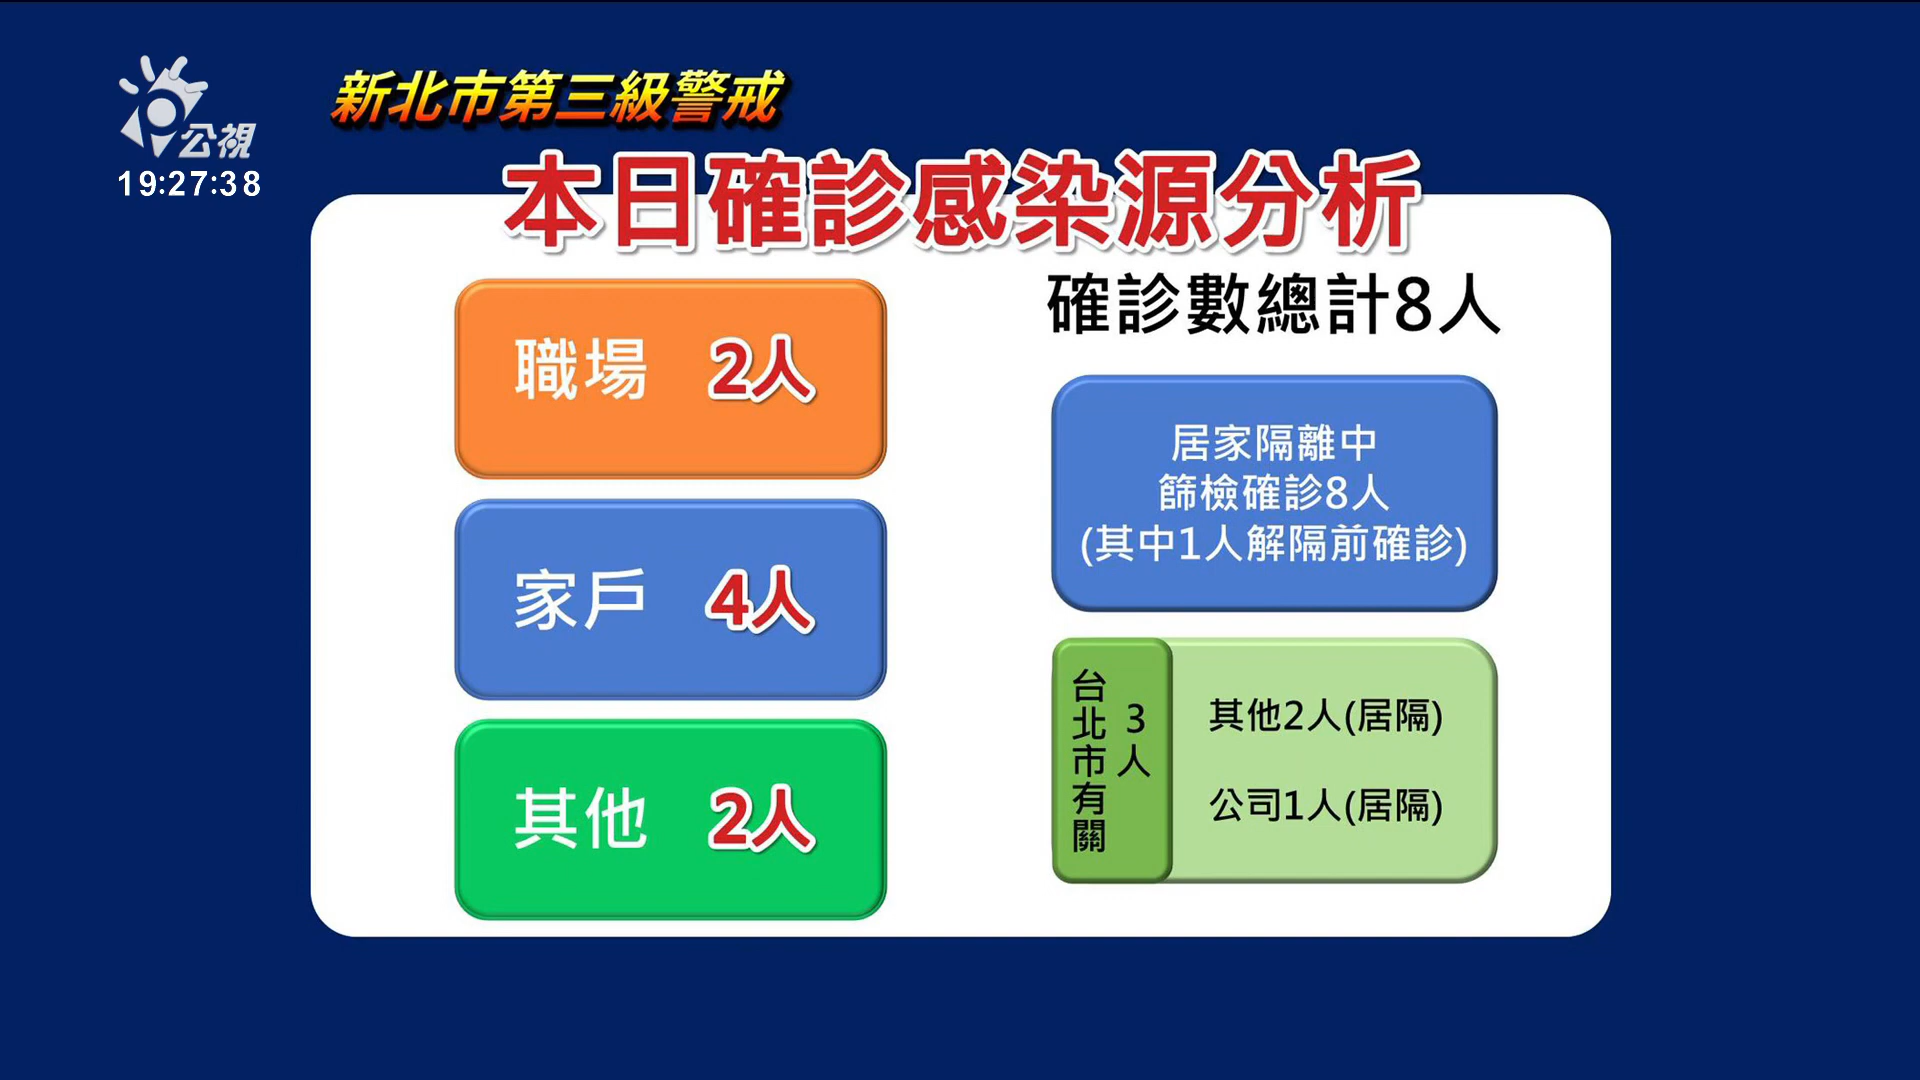 公視
19:27:38
新北市第三級警戒
本日確診感染源分析
職場 2人
家戶 4人
其他 2人
確診數總計8人
居家隔離中
篩檢確診8人
(其中1人解隔前確診)
台北市有關
3人
其他2人(居隔)
公司1人(居隔)